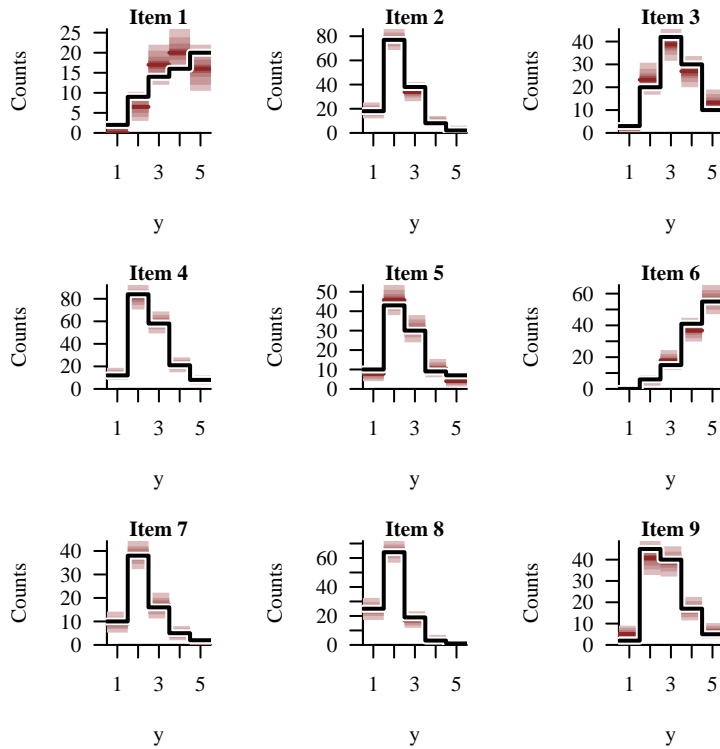 Item 1 Item 2 Item 3
Counts Counts Counts
25 20 15 10 5 0
80 60 40 20 0
40 30 20 10 0
1 3 5 1 3 5 1 3 5
y y y
Item 4 Item 5 Item 6
Counts Counts Counts
80 60 40 20 0
50 40 30 20 10 0
60 40 20 0
1 3 5 1 3 5 1 3 5
y y y
Item 7 Item 8 Item 9
Counts Counts Counts
40 30 20 10 0
60 40 20 0
40 30 20 10 0
1 3 5 1 3 5 1 3 5
y y y